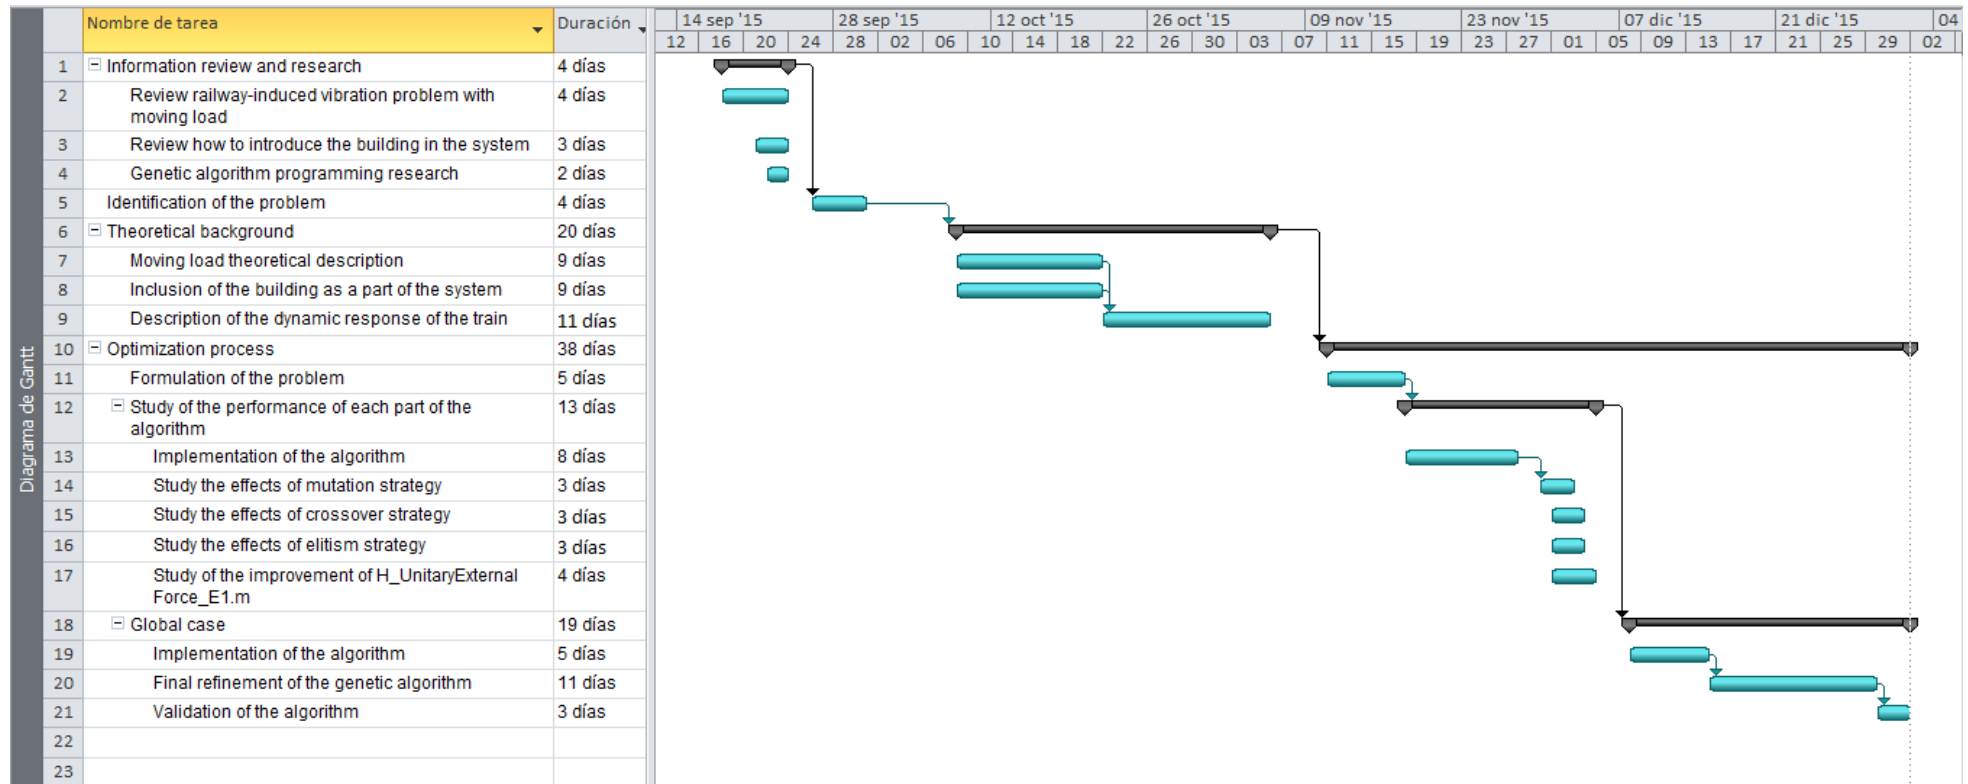 Nombre de tarea Duración 14 sep '15 28 sep '15 12 oct '15 26 oct '15 09 nov '15 23 nov '15 07 dic '15 21 dic '15 04
12 16 20 24 28 02 06 10 14 18 22 26 30 03 07 11 15 19 23 27 01 05 09 13 17 21 25 29 02
Diagrama de Gantt
1 Information review and research 4 días
2 Review railway-induced vibration problem with 4 días
moving load
3 Review how to introduce the building in the system 3 días
4 Genetic algorithm programming research 2 días
5 Identification of the problem 4 días
6 Theoretical background 20 días
7 Moving load theoretical description 9 días
8 Inclusion of the building as a part of the system 9 días
9 Description of the dynamic response of the train 11 días
10 Optimization process 38 días
11 Formulation of the problem 5 días
12 Study of the performance of each part of the 13 días
algorithm
13 Implementation of the algorithm 8 días
14 Study the effects of mutation strategy 3 días
15 Study the effects of crossover strategy 3 días
16 Study the effects of elitism strategy 3 días
17 Study of the improvement of H_UnitaryExternal 4 días
Force_E1.m
18 Global case 19 días
19 Implementation of the algorithm 5 días
20 Final refinement of the genetic algorithm 11 días
21 Validation of the algorithm 3 días
22
23